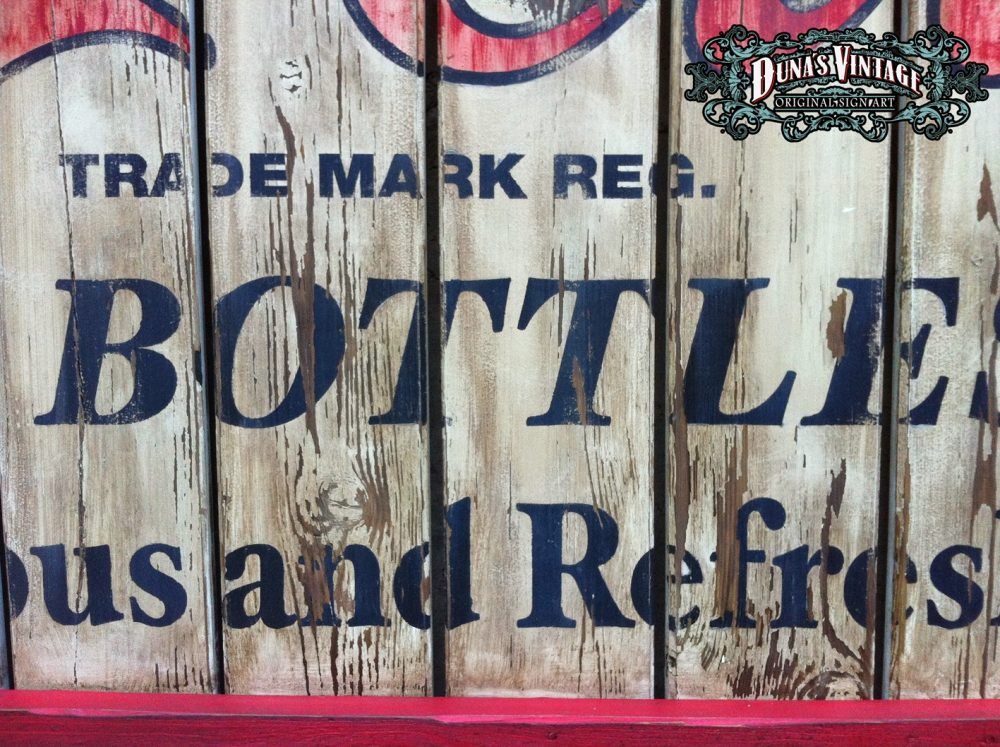 DUNA'S VINTAGE
ORIGINAL SIGN ART
TRADE MARK REG.
BOTTLES
ous and Refres